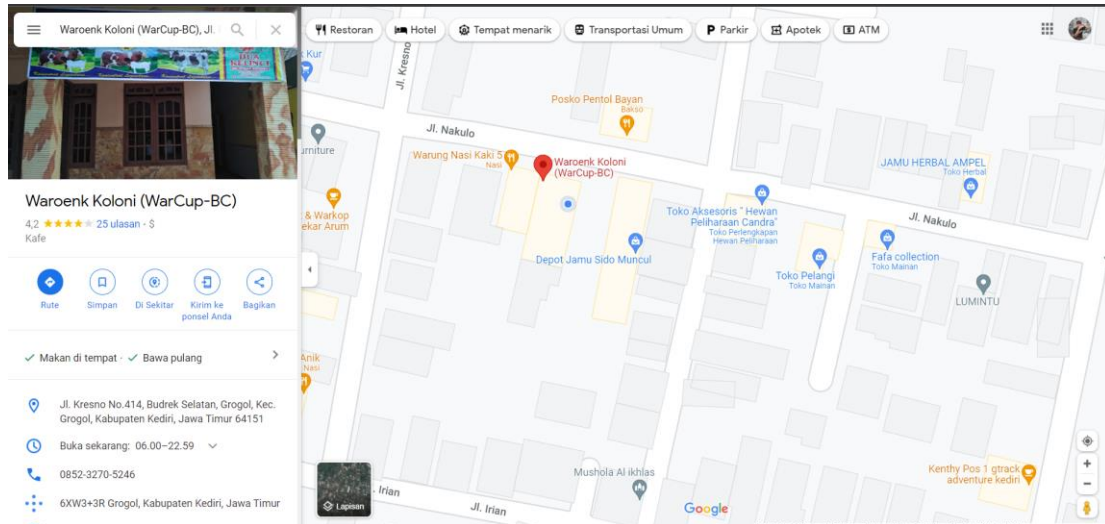 Waroenk Koloni (WarCup-BC), Jl.
Waroenk Koloni (WarCup-BC)
4,2
25 ulasan · $
Kafe
Rute
Simpan
Di Sekitar
Kirim ke
ponsel Anda
Bagikan
Makan di tempat · Bawa pulang
Jl. Kresno No.414, Budrek Selatan, Grogol, Kec.
Grogol, Kabupaten Kediri, Jawa Timur 64151
Buka sekarang: 06.00–22.59
0852-3270-5246
6XW3+3R Grogol, Kabupaten Kediri, Jawa Timur
Restoran
Hotel
Tempat menarik
Transportasi Umum
Parkir
Apotek
ATM
Kur
Jl. Kresno
Posko Pentol Bayan
Bakso
Jl. Nakulo
urniture
Warung Nasi Kaki 5
Nasi
Waroenk Koloni
(WarCup-BC)
JAMU HERBAL AMPEL
Toko Herbal
& Warkop
ekar Arum
Toko Aksesoris " Hewan
Peliharaan Candra"
Toko Perlengkapan
Hewan Peliharaan
Jl. Nakulo
Depot Jamu Sido Muncul
Toko Pelangi
Toko Mainan
Fafa collection
Toko Mainan
LUMINTU
Anik
Nasi
Mushola Al ikhlas
Kenthy Pos 1 gtrack
adventure kediri
Lapisan
. Irian
Jl. Irian
Google